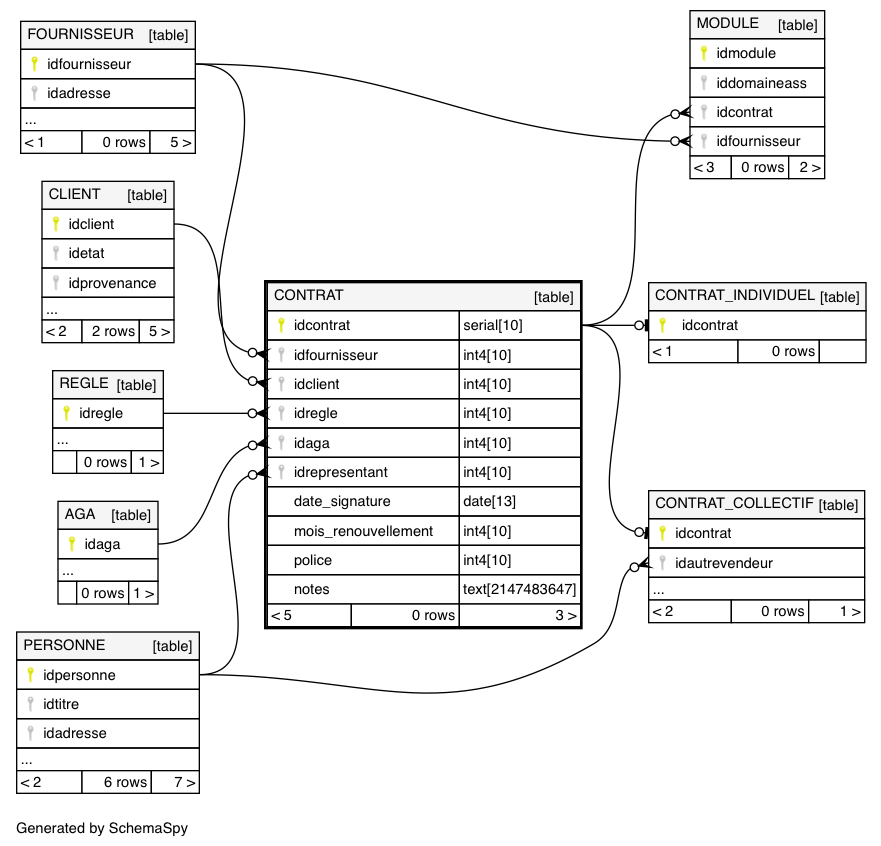 FOURNISSEUR [table]
idfournisseur
idadresse
...
< 1 0 rows 5 >
MODULE [table]
idmodule
iddomaineass
idcontrat
idfournisseur
< 3 0 rows 2 >
CLIENT [table]
idclient
idetat
idprovenance
...
< 2 2 rows 5 >
CONTRAT [table]
idcontrat serial[10]
idfournisseur int4[10]
idclient int4[10]
idregle int4[10]
idaga int4[10]
idrepresentant int4[10]
date_signature date[13]
mois_renouvellement int4[10]
police int4[10]
notes text[2147483647]
< 5 0 rows 3 >
CONTRAT_INDIVIDUEL [table]
idcontrat
< 1 0 rows
REGLE [table]
idregle
...
0 rows 1 >
AGA [table]
idaga
...
0 rows 1 >
CONTRAT_COLLECTIF [table]
idcontrat
idautrevendeur
...
< 2 0 rows 1 >
PERSONNE [table]
idpersonne
idtitre
idadresse
...
< 2 6 rows 7 >
Generated by SchemaSpy